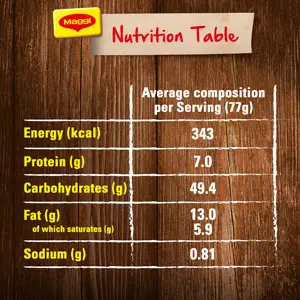 Maggi
Nutrition Table
Average composition
per Serving (77g)
Energy (kcal) 343
Protein (g) 7.0
Carbohydrates (g) 49.4
Fat (g) 13.0
of which saturates (g) 5.9
Sodium (g) 0.81